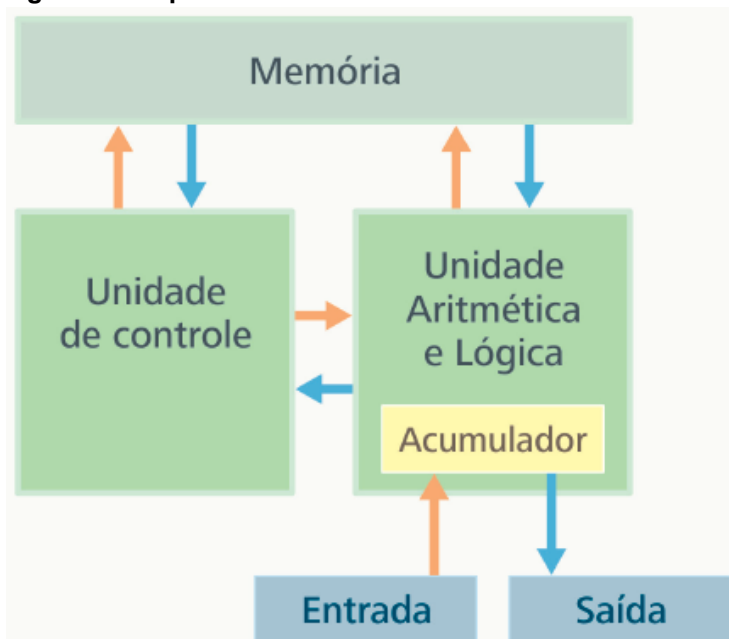 Memória
Unidade
de controle
Unidade
Aritmética
e Lógica
Acumulador
Entrada
Saída